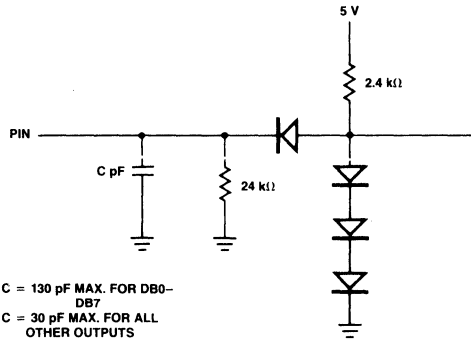 5 V
2.4 kΩ
PIN
C pF
24 kΩ
C = 130 pF MAX. FOR DB0–
DB7
C = 30 pF MAX. FOR ALL
OTHER OUTPUTS